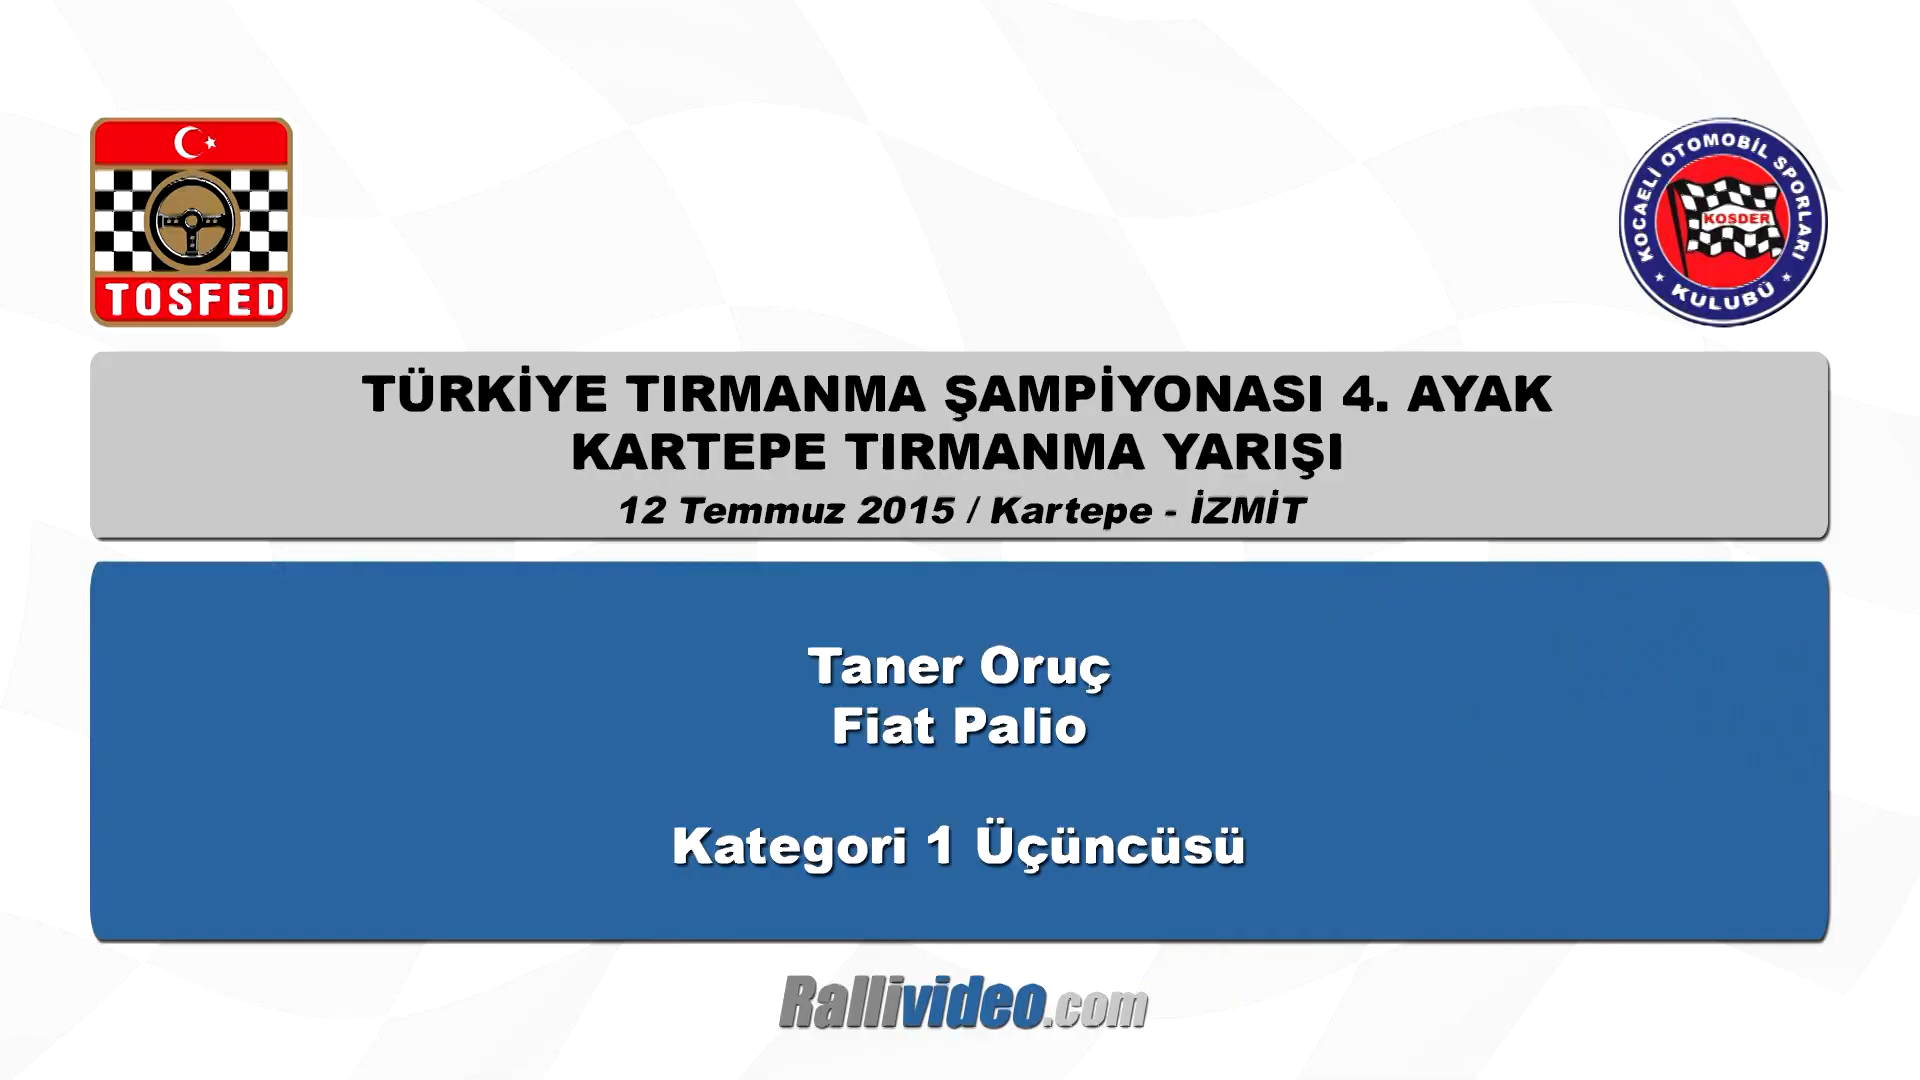 TOSFED
KOCAELİ OTOMOBİL SPORLARI
KOSDER
KULUBÜ
TÜRKİYE TIRMANMA ŞAMPİYONASI 4. AYAK
KARTEPE TIRMANMA YARIŞI
12 Temmuz 2015 / Kartepe - İZMİT
Taner Oruç
Fiat Palio
Kategori 1 Üçüncüsü
Rallivideo.com